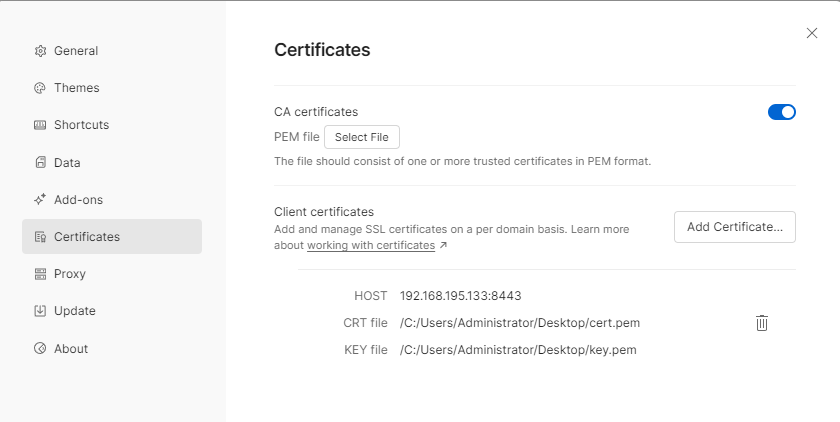 General
Themes
Shortcuts
Data
Add-ons
Certificates
Proxy
Update
About
Certificates
CA certificates
PEM file Select File
The file should consist of one or more trusted certificates in PEM format.
Client certificates
Add and manage SSL certificates on a per domain basis. Learn more
about working with certificates ↗
Add Certificate...
HOST 192.168.195.133:8443
CRT file /C:/Users/Administrator/Desktop/cert.pem
KEY file /C:/Users/Administrator/Desktop/key.pem